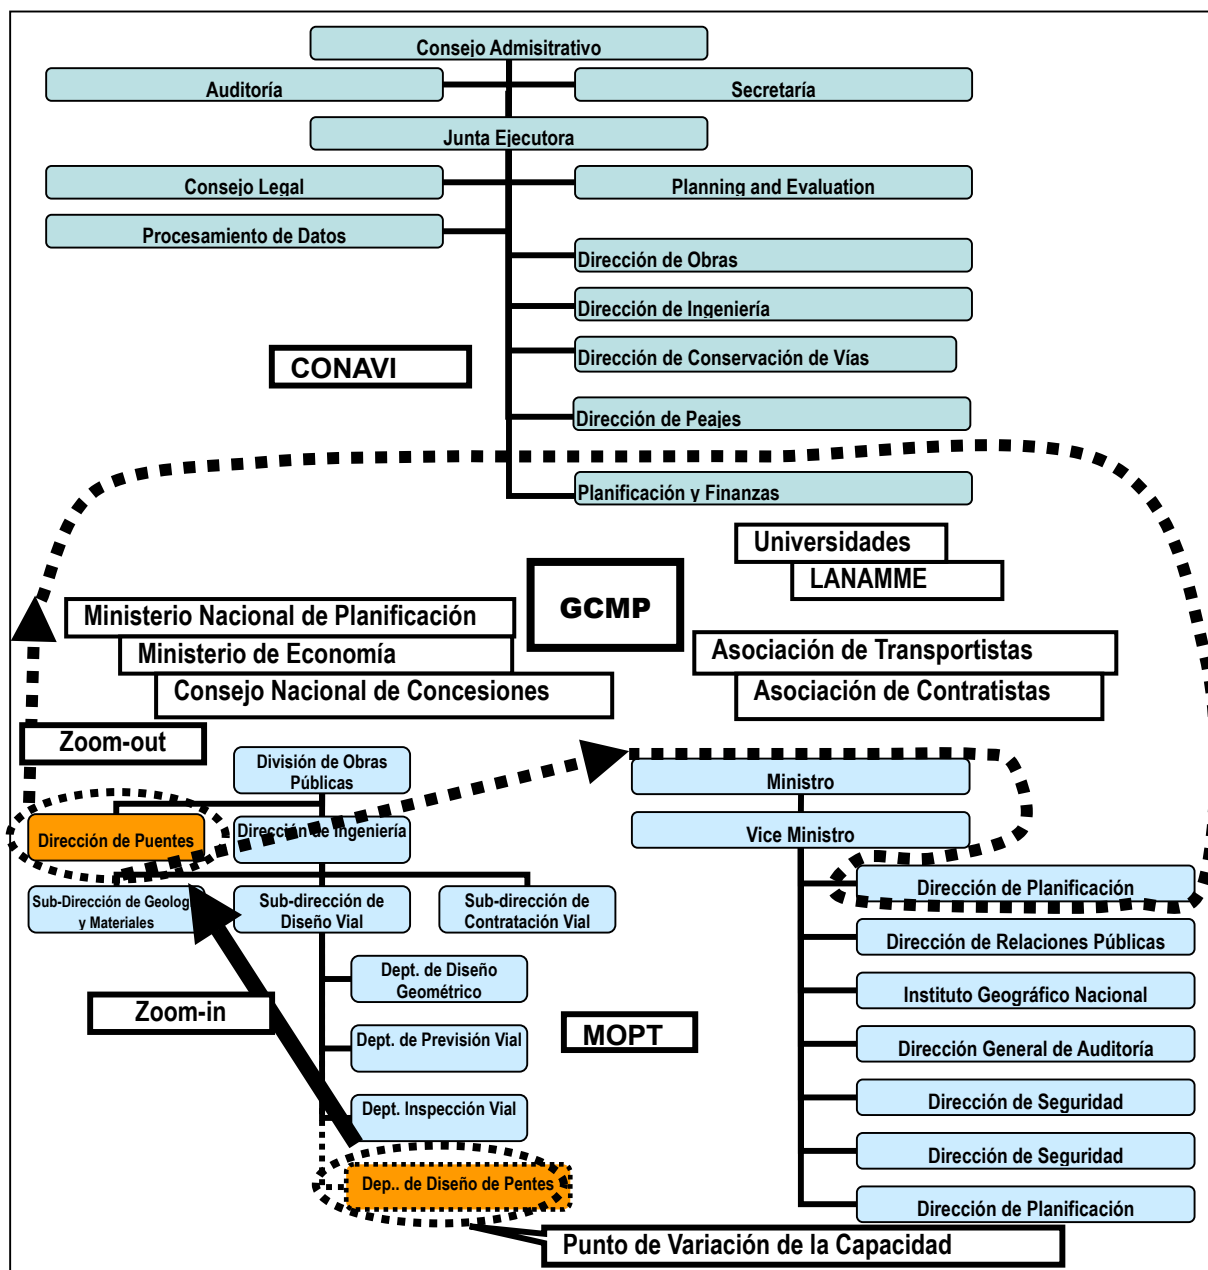 Consejo Admisitrativo
Auditoría
Secretaría
Junta Ejecutora
Consejo Legal
Planning and Evaluation
Procesamiento de Datos
Dirección de Obras
Dirección de Ingeniería
CONAVI
Dirección de Conservación de Vías
Dirección de Peajes
Planificación y Finanzas
Universidades
LANAMME
GCMP
Ministerio Nacional de Planificación
Ministerio de Economía
Consejo Nacional de Concesiones
Asociación de Transportistas
Asociación de Contratistas
Zoom-out
División de Obras
Públicas
Ministro
Dirección de Puentes
Dirección de Ingeniería
Vice Ministro
Sub-Dirección de Geolog
y Materiales
Sub-dirección de
Diseño Vial
Sub-dirección de
Contratación Vial
Dirección de Planificación
Dirección de Relaciones Públicas
Dept. de Diseño
Geométrico
Instituto Geográfico Nacional
Zoom-in
Dept. de Previsión Vial
MOPT
Dirección General de Auditoría
Dept. Inspección Vial
Dirección de Seguridad
Dirección de Seguridad
Dep.. de Diseño de Pentes
Dirección de Planificación
Punto de Variación de la Capacidad